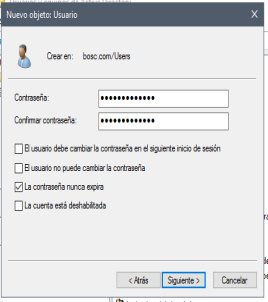 Nuevo objeto: Usuario
Crear en: bosc.com/Users
Contraseña:
Confirmar contraseña:
El usuario debe cambiar la contraseña en el siguiente inicio de sesión
El usuario no puede cambiar la contraseña
La contraseña nunca expira
La cuenta está deshabilitada
< Atrás
Siguiente >
Cancelar